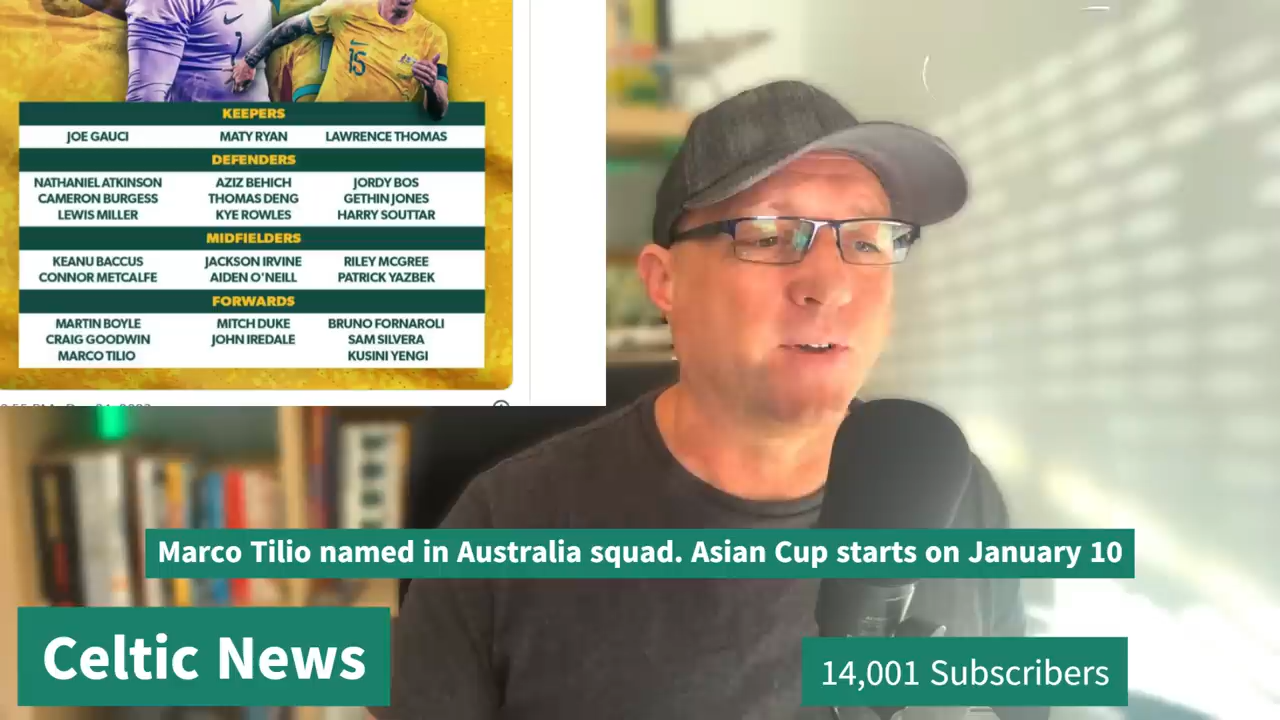 15
KEEPERS
JOE GAUCI MATY RYAN LAWRENCE THOMAS
DEFENDERS
NATHANIEL ATKINSON AZIZ BEHICH JORDY BOS
CAMERON BURGESS THOMAS DENG GETHIN JONES
LEWIS MILLER KYE ROWLES HARRY SOUTTAR
MIDFIELDERS
KEANU BACCUS JACKSON IRVINE RILEY MCGREE
CONNOR METCALFE AIDEN O'NEILL PATRICK YAZBEK
FORWARDS
MARTIN BOYLE MITCH DUKE BRUNO FORNAROLI
CRAIG GOODWIN JOHN IREDALE SAM SILVERA
MARCO TILIO KUSINI YENGI
Marco Tilio named in Australia squad. Asian Cup starts on January 10
Celtic News
14,001 Subscribers